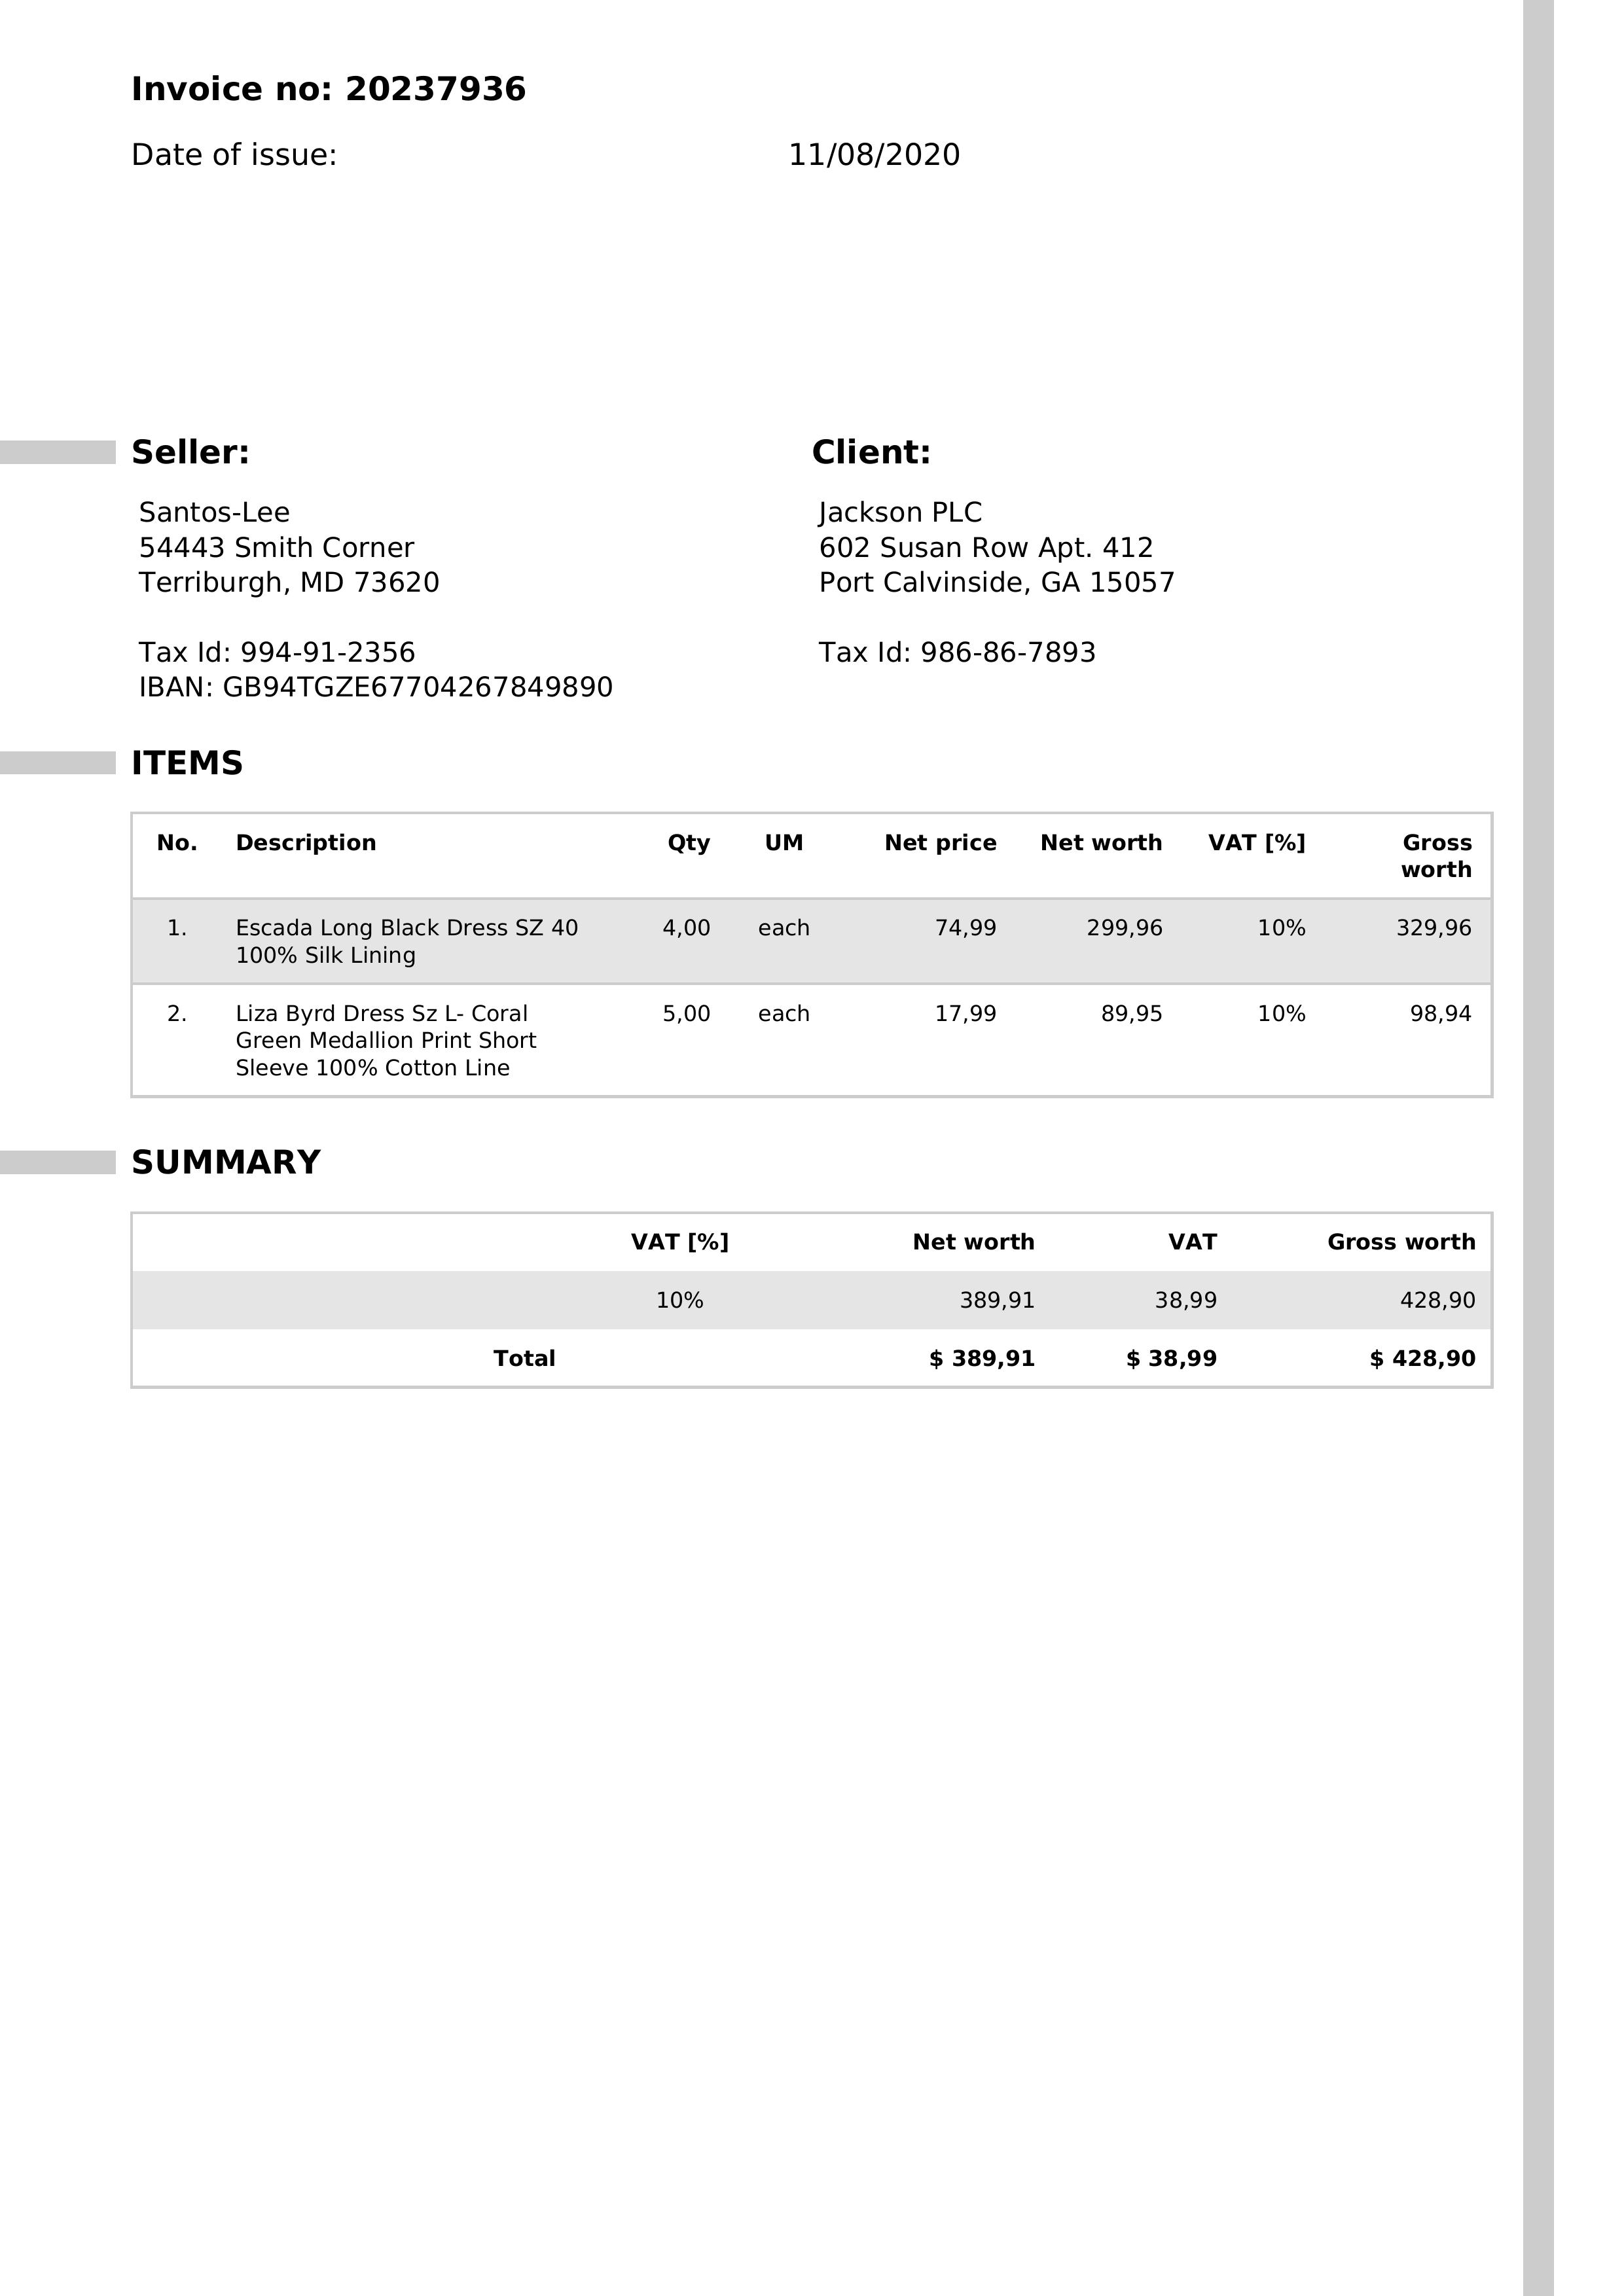 Invoice no: 20237936
Date of issue: 11/08/2020
Seller:
Santos-Lee
54443 Smith Corner
Terriburgh, MD 73620
Tax Id: 994-91-2356
IBAN: GB94TGZE67704267849890
Client:
Jackson PLC
602 Susan Row Apt. 412
Port Calvinside, GA 15057
Tax Id: 986-86-7893
ITEMS
No. Description Qty UM Net price Net worth VAT [%] Gross
worth
1. Escada Long Black Dress SZ 40 4,00 each 74,99 299,96 10% 329,96
100% Silk Lining
2. Liza Byrd Dress Sz L- Coral 5,00 each 17,99 89,95 10% 98,94
Green Medallion Print Short
Sleeve 100% Cotton Line
SUMMARY
VAT [%] Net worth VAT Gross worth
10% 389,91 38,99 428,90
Total $ 389,91 $ 38,99 $ 428,90